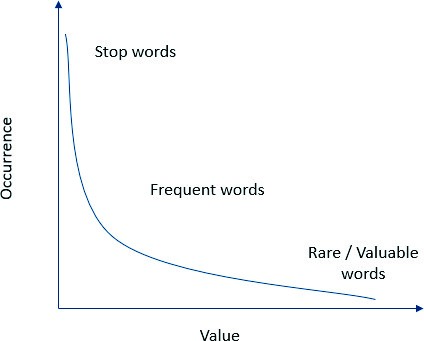 Stop words
Occurrence
Frequent words
Rare / Valuable
words
Value